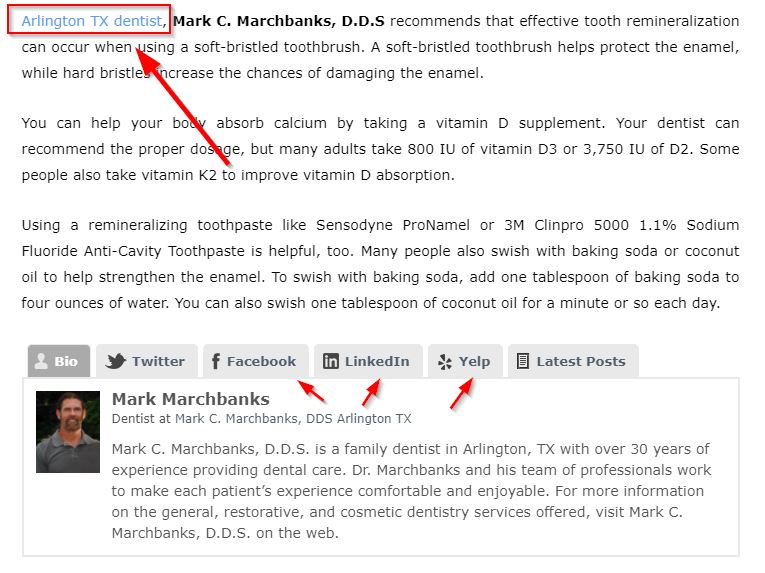 Arlington TX dentist, Mark C. Marchbanks, D.D.S recommends that effective tooth remineralization
can occur when using a soft-bristled toothbrush. A soft-bristled toothbrush helps protect the enamel,
while hard bristles increase the chances of damaging the enamel.
You can help your body absorb calcium by taking a vitamin D supplement. Your dentist can
recommend the proper dosage, but many adults take 800 IU of vitamin D3 or 3,750 IU of D2. Some
people also take vitamin K2 to improve vitamin D absorption.
Using a remineralizing toothpaste like Sensodyne ProNamel or 3M Clinpro 5000 1.1% Sodium
Fluoride Anti-Cavity Toothpaste is helpful, too. Many people also swish with baking soda or coconut
oil to help strengthen the enamel. To swish with baking soda, add one tablespoon of baking soda to
four ounces of water. You can also swish one tablespoon of coconut oil for a minute or so each day.
Bio Twitter Facebook LinkedIn Yelp Latest Posts
Mark Marchbanks
Dentist at Mark C. Marchbanks, DDS Arlington TX
Mark C. Marchbanks, D.D.S. is a family dentist in Arlington, TX with over 30 years of
experience providing dental care. Dr. Marchbanks and his team of professionals work
to make each patient's experience comfortable and enjoyable. For more information
on the general, restorative, and cosmetic dentistry services offered, visit Mark C.
Marchbanks, D.D.S. on the web.